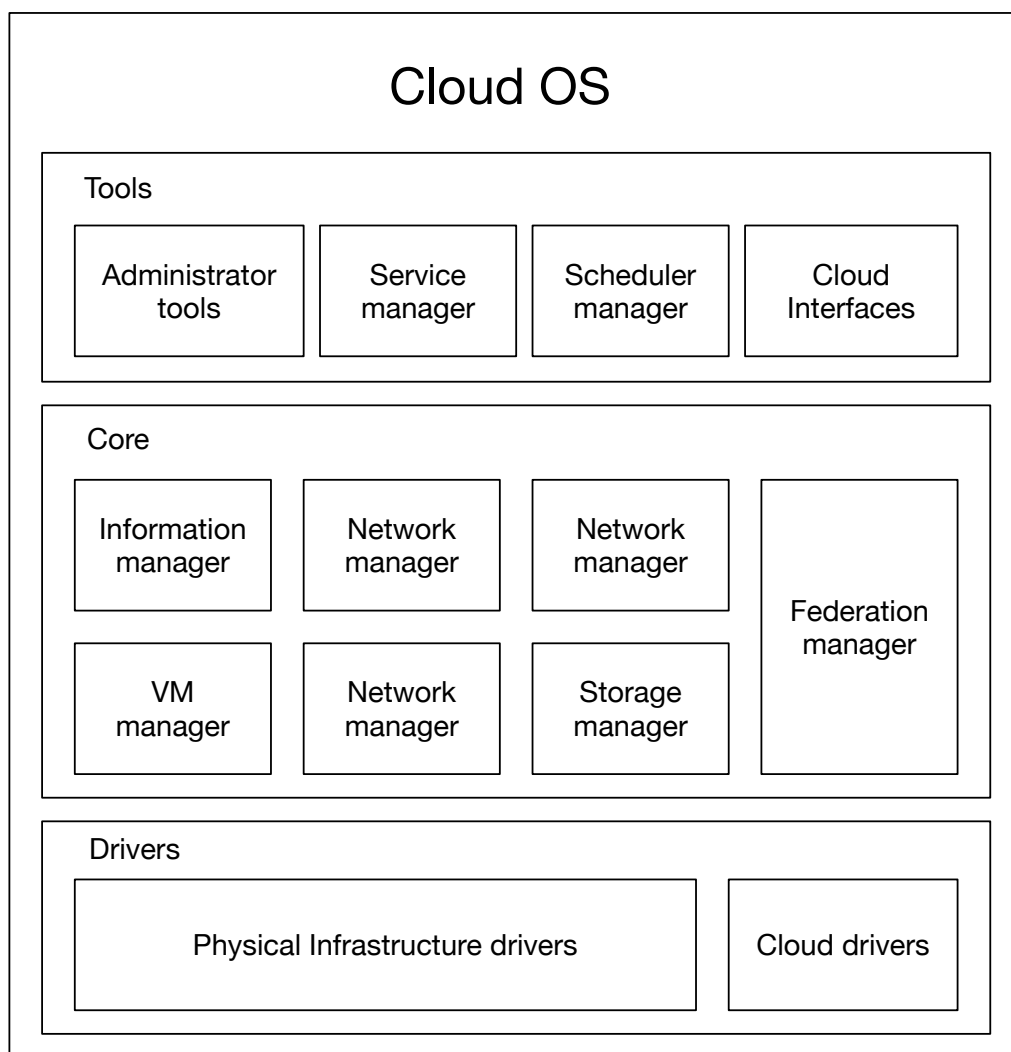 Cloud OS
Tools
Administrator
tools
Service
manager
Scheduler
manager
Cloud
Interfaces
Core
Information
manager
Network
manager
Network
manager
Federation
manager
VM
manager
Network
manager
Storage
manager
Drivers
Physical Infrastructure drivers
Cloud drivers